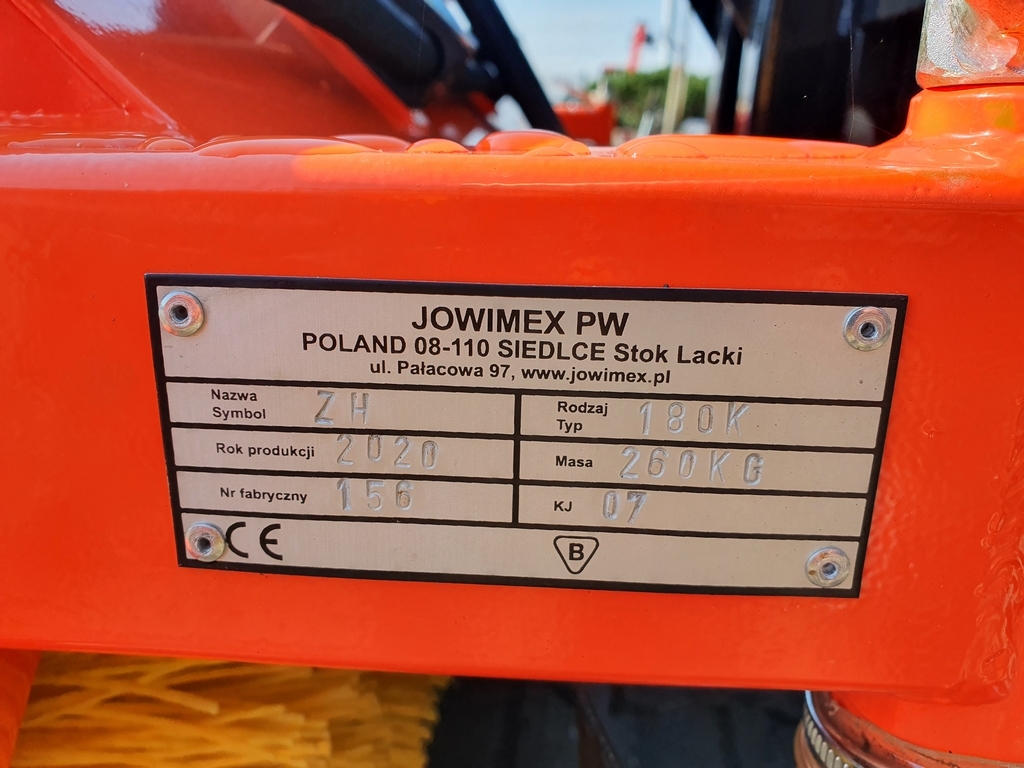 JOWIMEX PW
POLAND 08-110 SIEDLCE Stok Lacki
ul. Pałacowa 97, www.jowimex.pl
Nazwa
Symbol ZH
Rodzaj
Typ 180K
Rok produkcji 2020
Masa 260KG
Nr fabryczny 156
KJ 07
CE
B